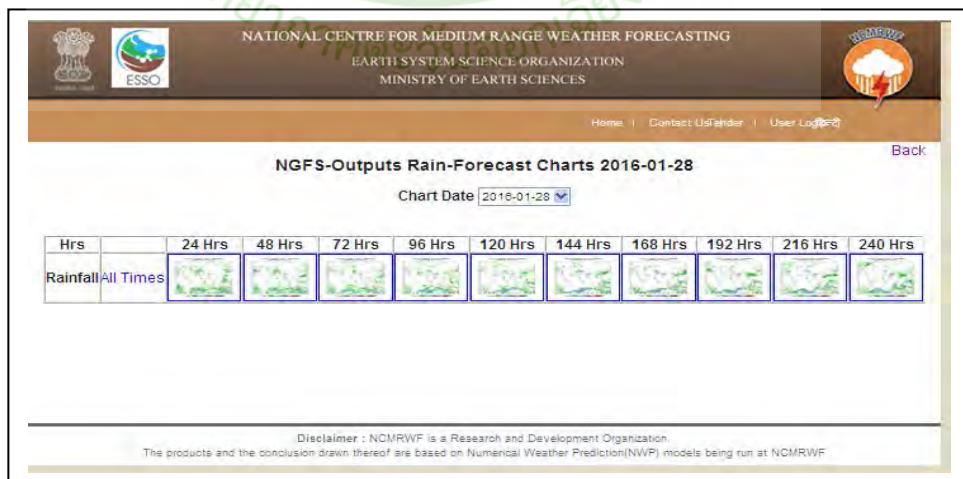 NATIONAL CENTRE FOR MEDIUM RANGE WEATHER FORECASTING
EARTH SYSTEM SCIENCE ORGANIZATION
MINISTRY OF EARTH SCIENCES
ESSO
NCMRWF
Home | Contact Us | User
Back
NGFS-Outputs Rain-Forecast Charts 2016-01-28
Chart Date 2016-01-28
Hrs 24 Hrs 48 Hrs 72 Hrs 96 Hrs 120 Hrs 144 Hrs 168 Hrs 192 Hrs 216 Hrs 240 Hrs
Rainfall All Times
Disclaimer : NCMRWF is a Research and Development Organization.
The products and the conclusion drawn thereof are based on Numerical Weather Prediction(NWP) models being run at NCMRWF